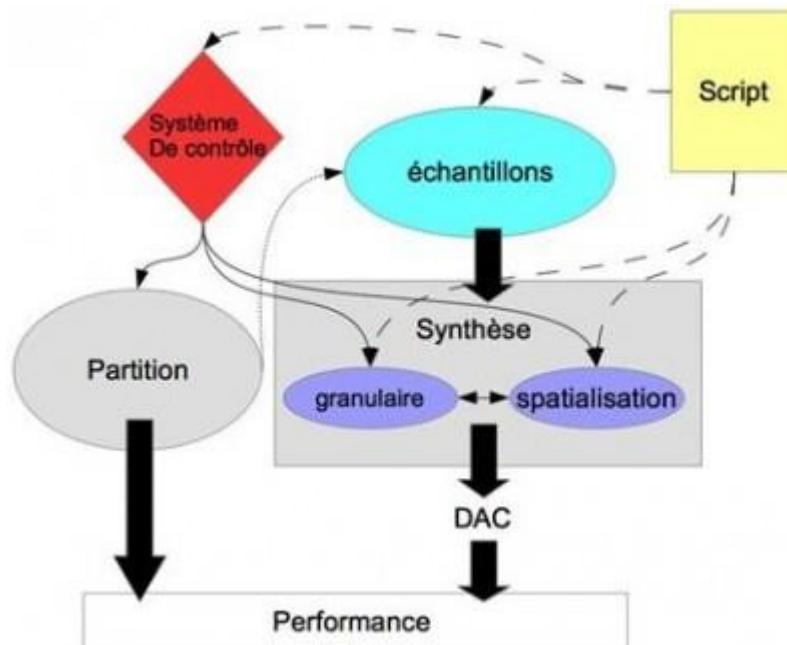 Script
Système
De contrôle
échantillons
Synthèse
Partition
granulaire
spatialisation
DAC
Performance